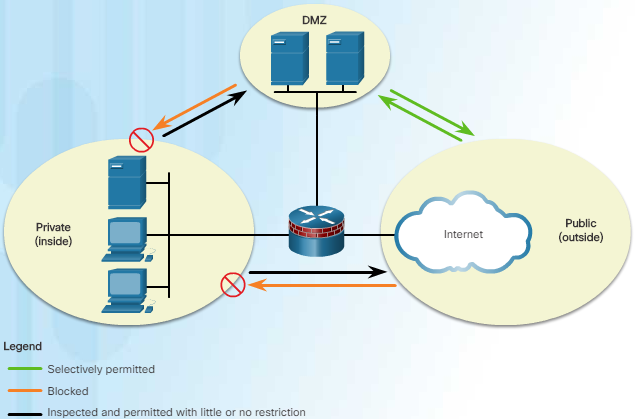 DMZ
Private
(inside)
Internet
Public
(outside)
Legend
Selectively permitted
Blocked
Inspected and permitted with little or no restriction